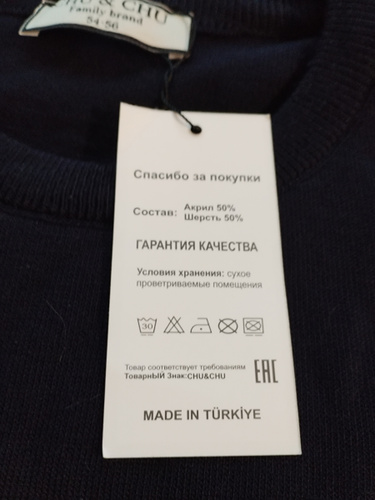 & CHU
Family brand
54-56
Спасибо за покупки
Состав: Акрил 50%
Шерсть 50%
ГАРАНТИЯ КАЧЕСТВА
Условия хранения: сухое
проветриваемые помещения
30
Товар соответствует требованиям
ТоварныЙ Знак:CHU&CHU
EAC
MADE IN TÜRKİYE